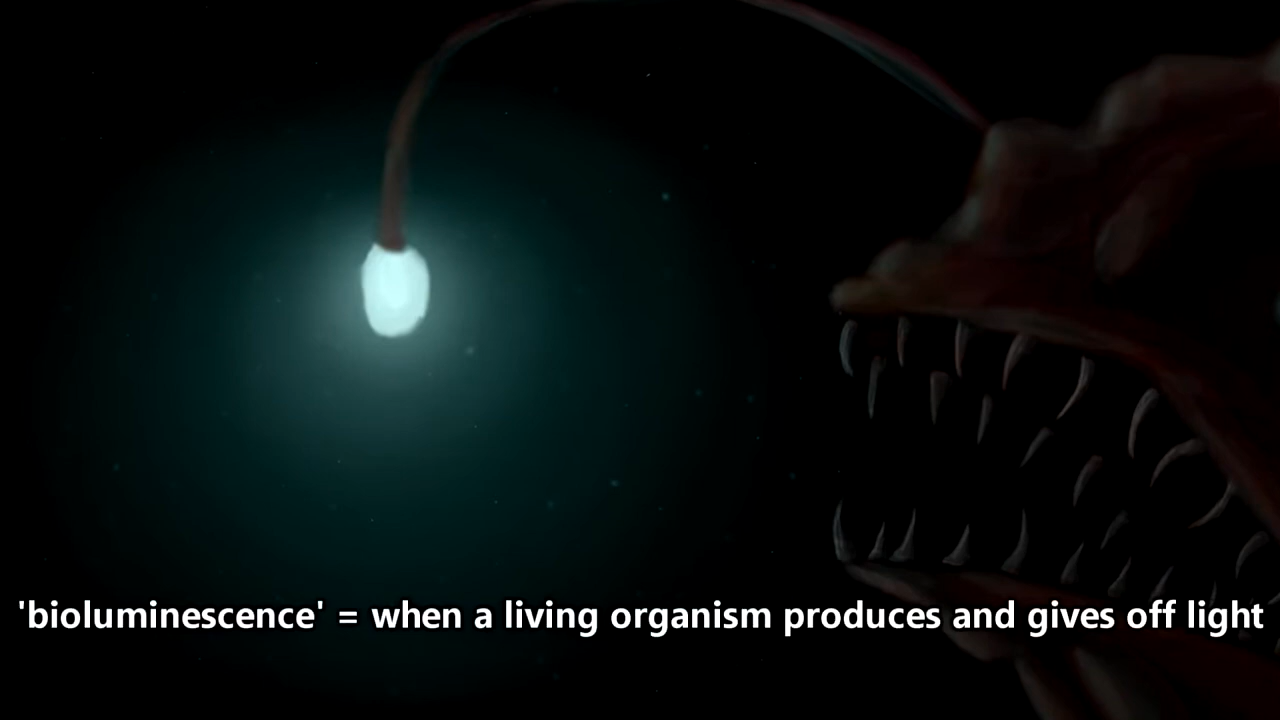 'bioluminescence' = when a living organism produces and gives off light